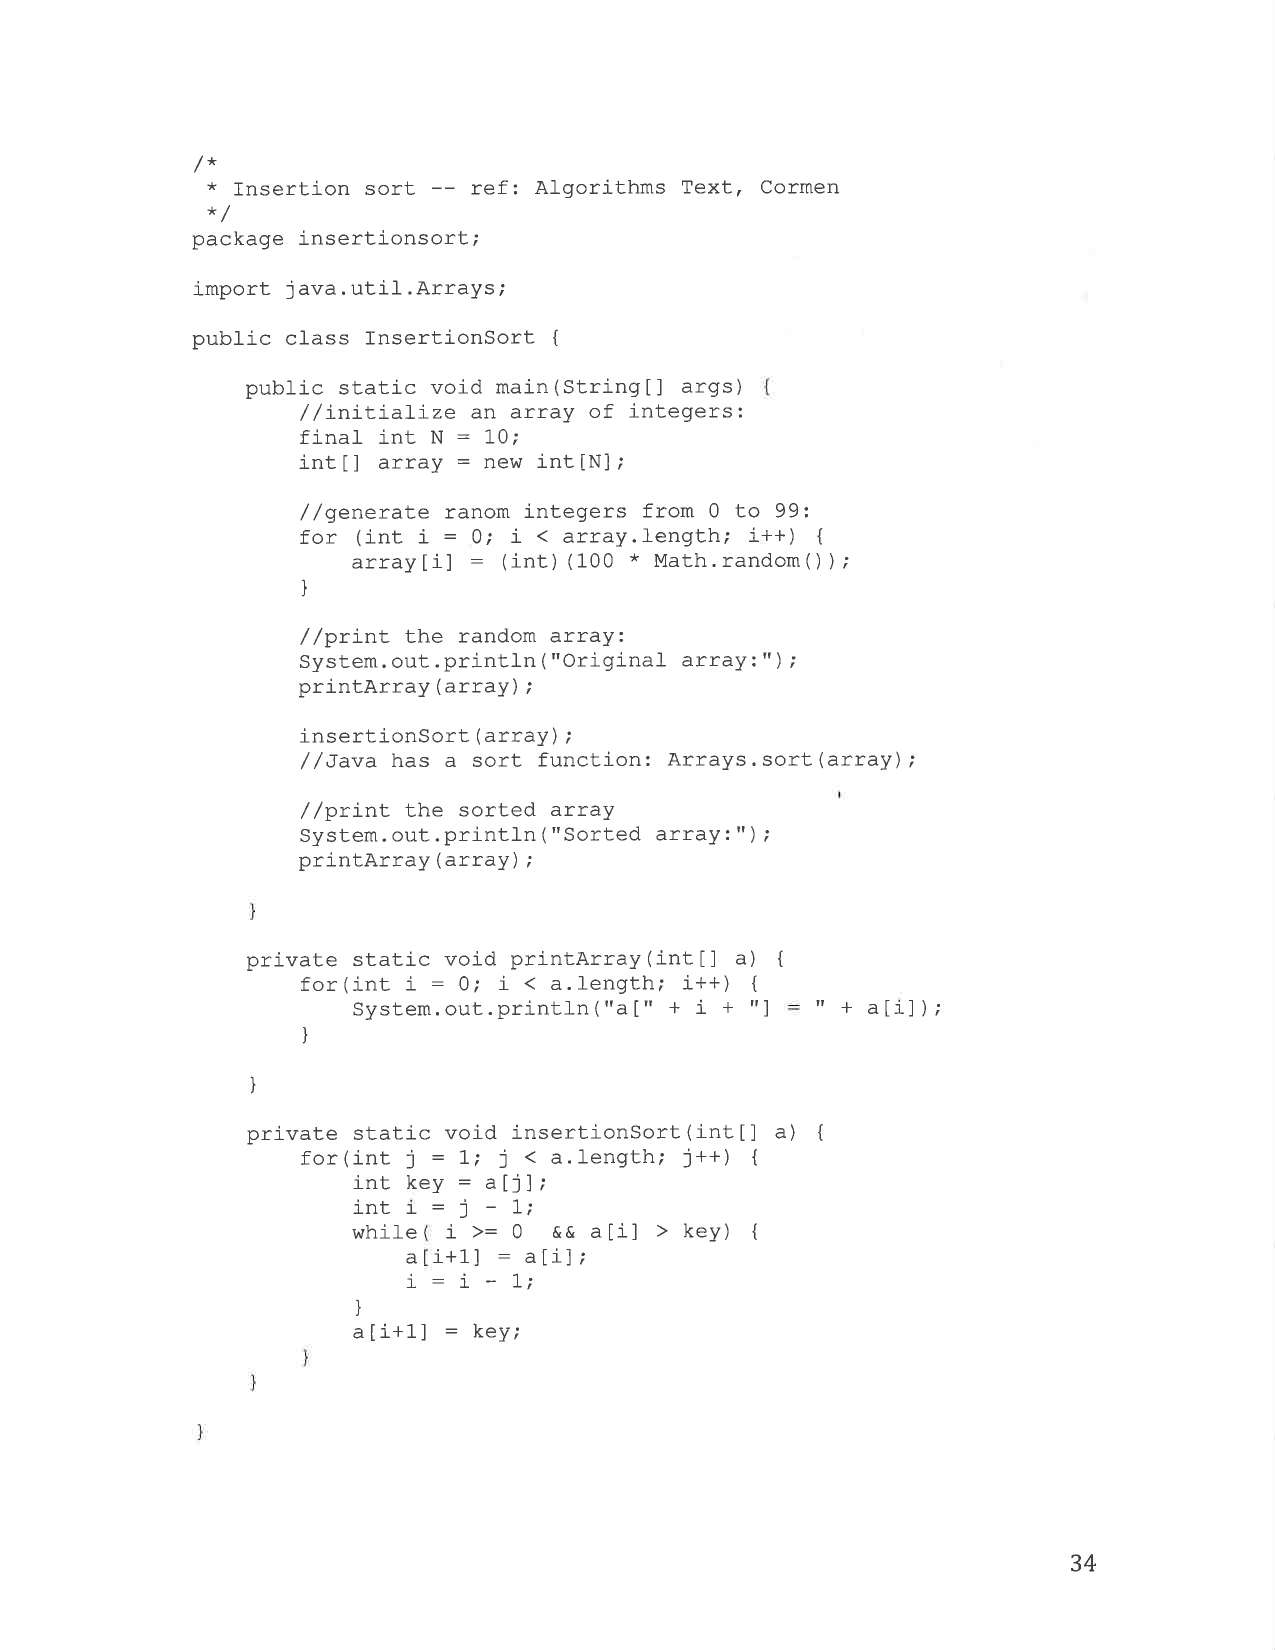 /*
 * Insertion sort -- ref: Algorithms Text, Cormen
 */
package insertionsort;

import java.util.Arrays;

public class InsertionSort {

    public static void main(String[] args) {
        //initialize an array of integers:
        final int N = 10;
        int[] array = new int[N];

        //generate ranom integers from 0 to 99:
        for (int i = 0; i < array.length; i++) {
            array[i] = (int)(100 * Math.random());
        }

        //print the random array:
        System.out.println("Original array:");
        printArray(array);

        insertionSort(array);
        //Java has a sort function: Arrays.sort(array);

        //print the sorted array
        System.out.println("Sorted array:");
        printArray(array);

    }

    private static void printArray(int[] a) {
        for(int i = 0; i < a.length; i++) {
            System.out.println("a[" + i + "] = " + a[i]);
        }

    }

    private static void insertionSort(int[] a) {
        for(int j = 1; j < a.length; j++) {
            int key = a[j];
            int i = j - 1;
            while( i >= 0  && a[i] > key) {
                a[i+1] = a[i];
                i = i - 1;
            }
            a[i+1] = key;
        }
    }

}

34